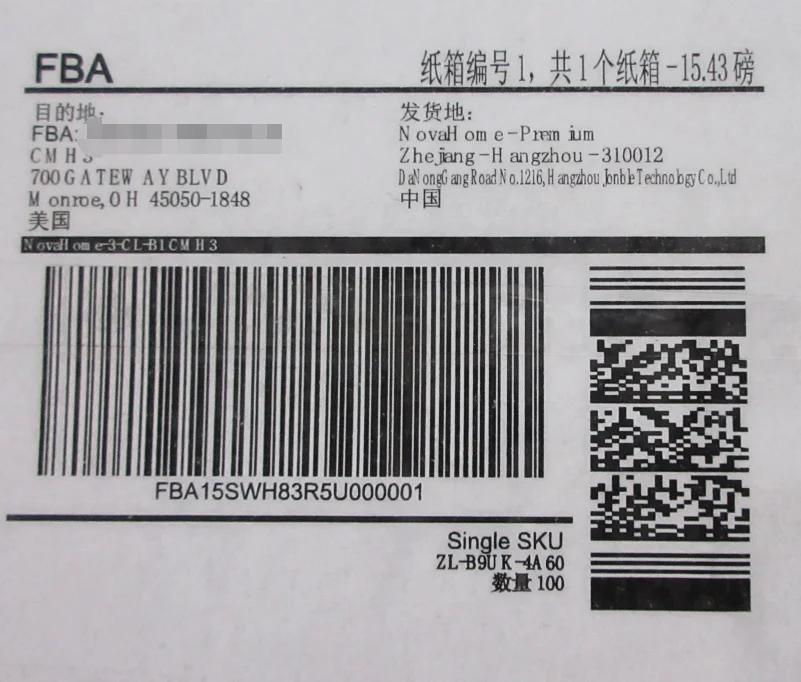 FBA
纸箱编号 1，共 1 个纸箱 - 15.43 磅
目的地:
FBA:
CMH3
700 GATEWAY BLVD
Monroe, OH 45050-1848
美国
发货地:
NovaHome-Premium
Zhejiang-Hangzhou-310012
DaNongGang Road No.1216, Hangzhou Jonble Technology Co., Ltd
中国
NovaHome-3-CL-B1CMH3
FBA15SWH83R5U000001
Single SKU
ZL-B9UK-4A60
数量 100